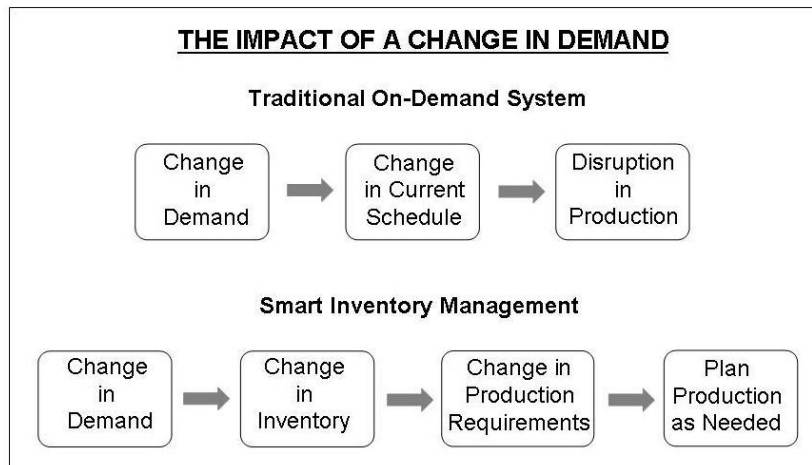 THE IMPACT OF A CHANGE IN DEMAND
Traditional On-Demand System
Change
in
Demand
Change
in Current
Schedule
Disruption
in
Production
Smart Inventory Management
Change
in
Demand
Change
in
Inventory
Change in
Production
Requirements
Plan
Production
as Needed